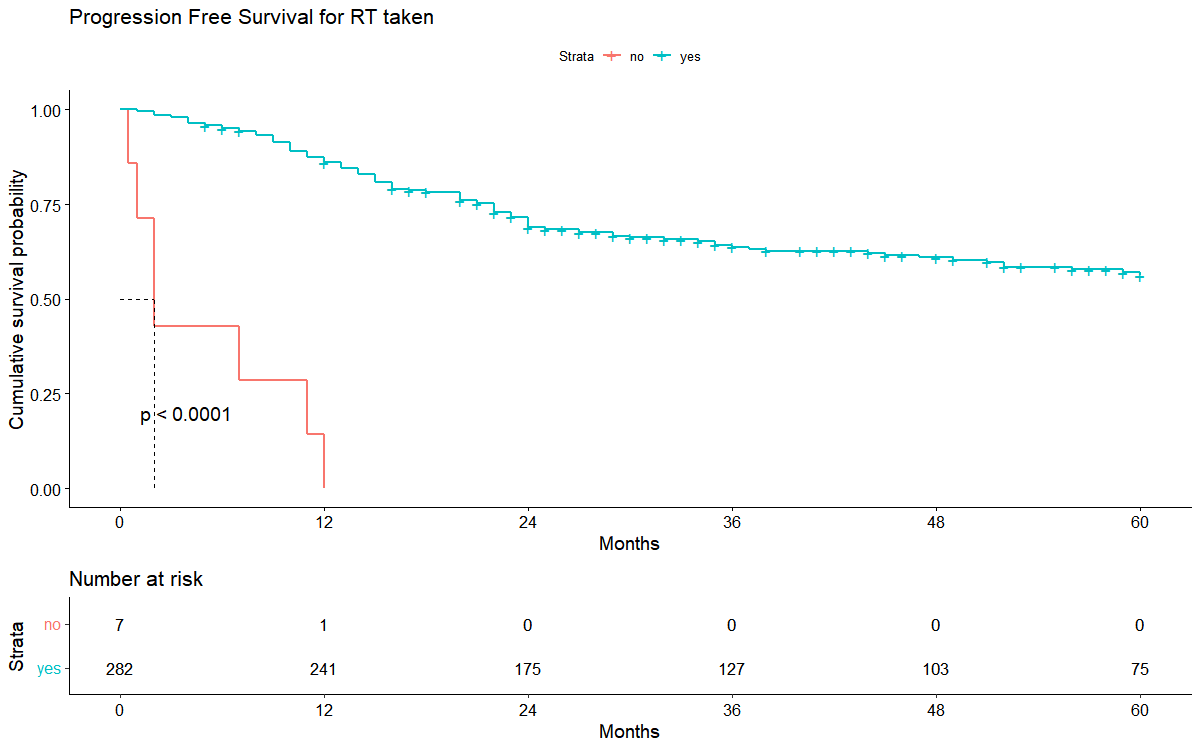 Progression Free Survival for RT taken
Strata no yes
Cumulative survival probability
1.00
0.75
0.50
0.25
0.00
p < 0.0001
0 12 24 36 48 60
Months
Number at risk
Strata
no 7 1 0 0 0 0
yes 282 241 175 127 103 75
0 12 24 36 48 60
Months